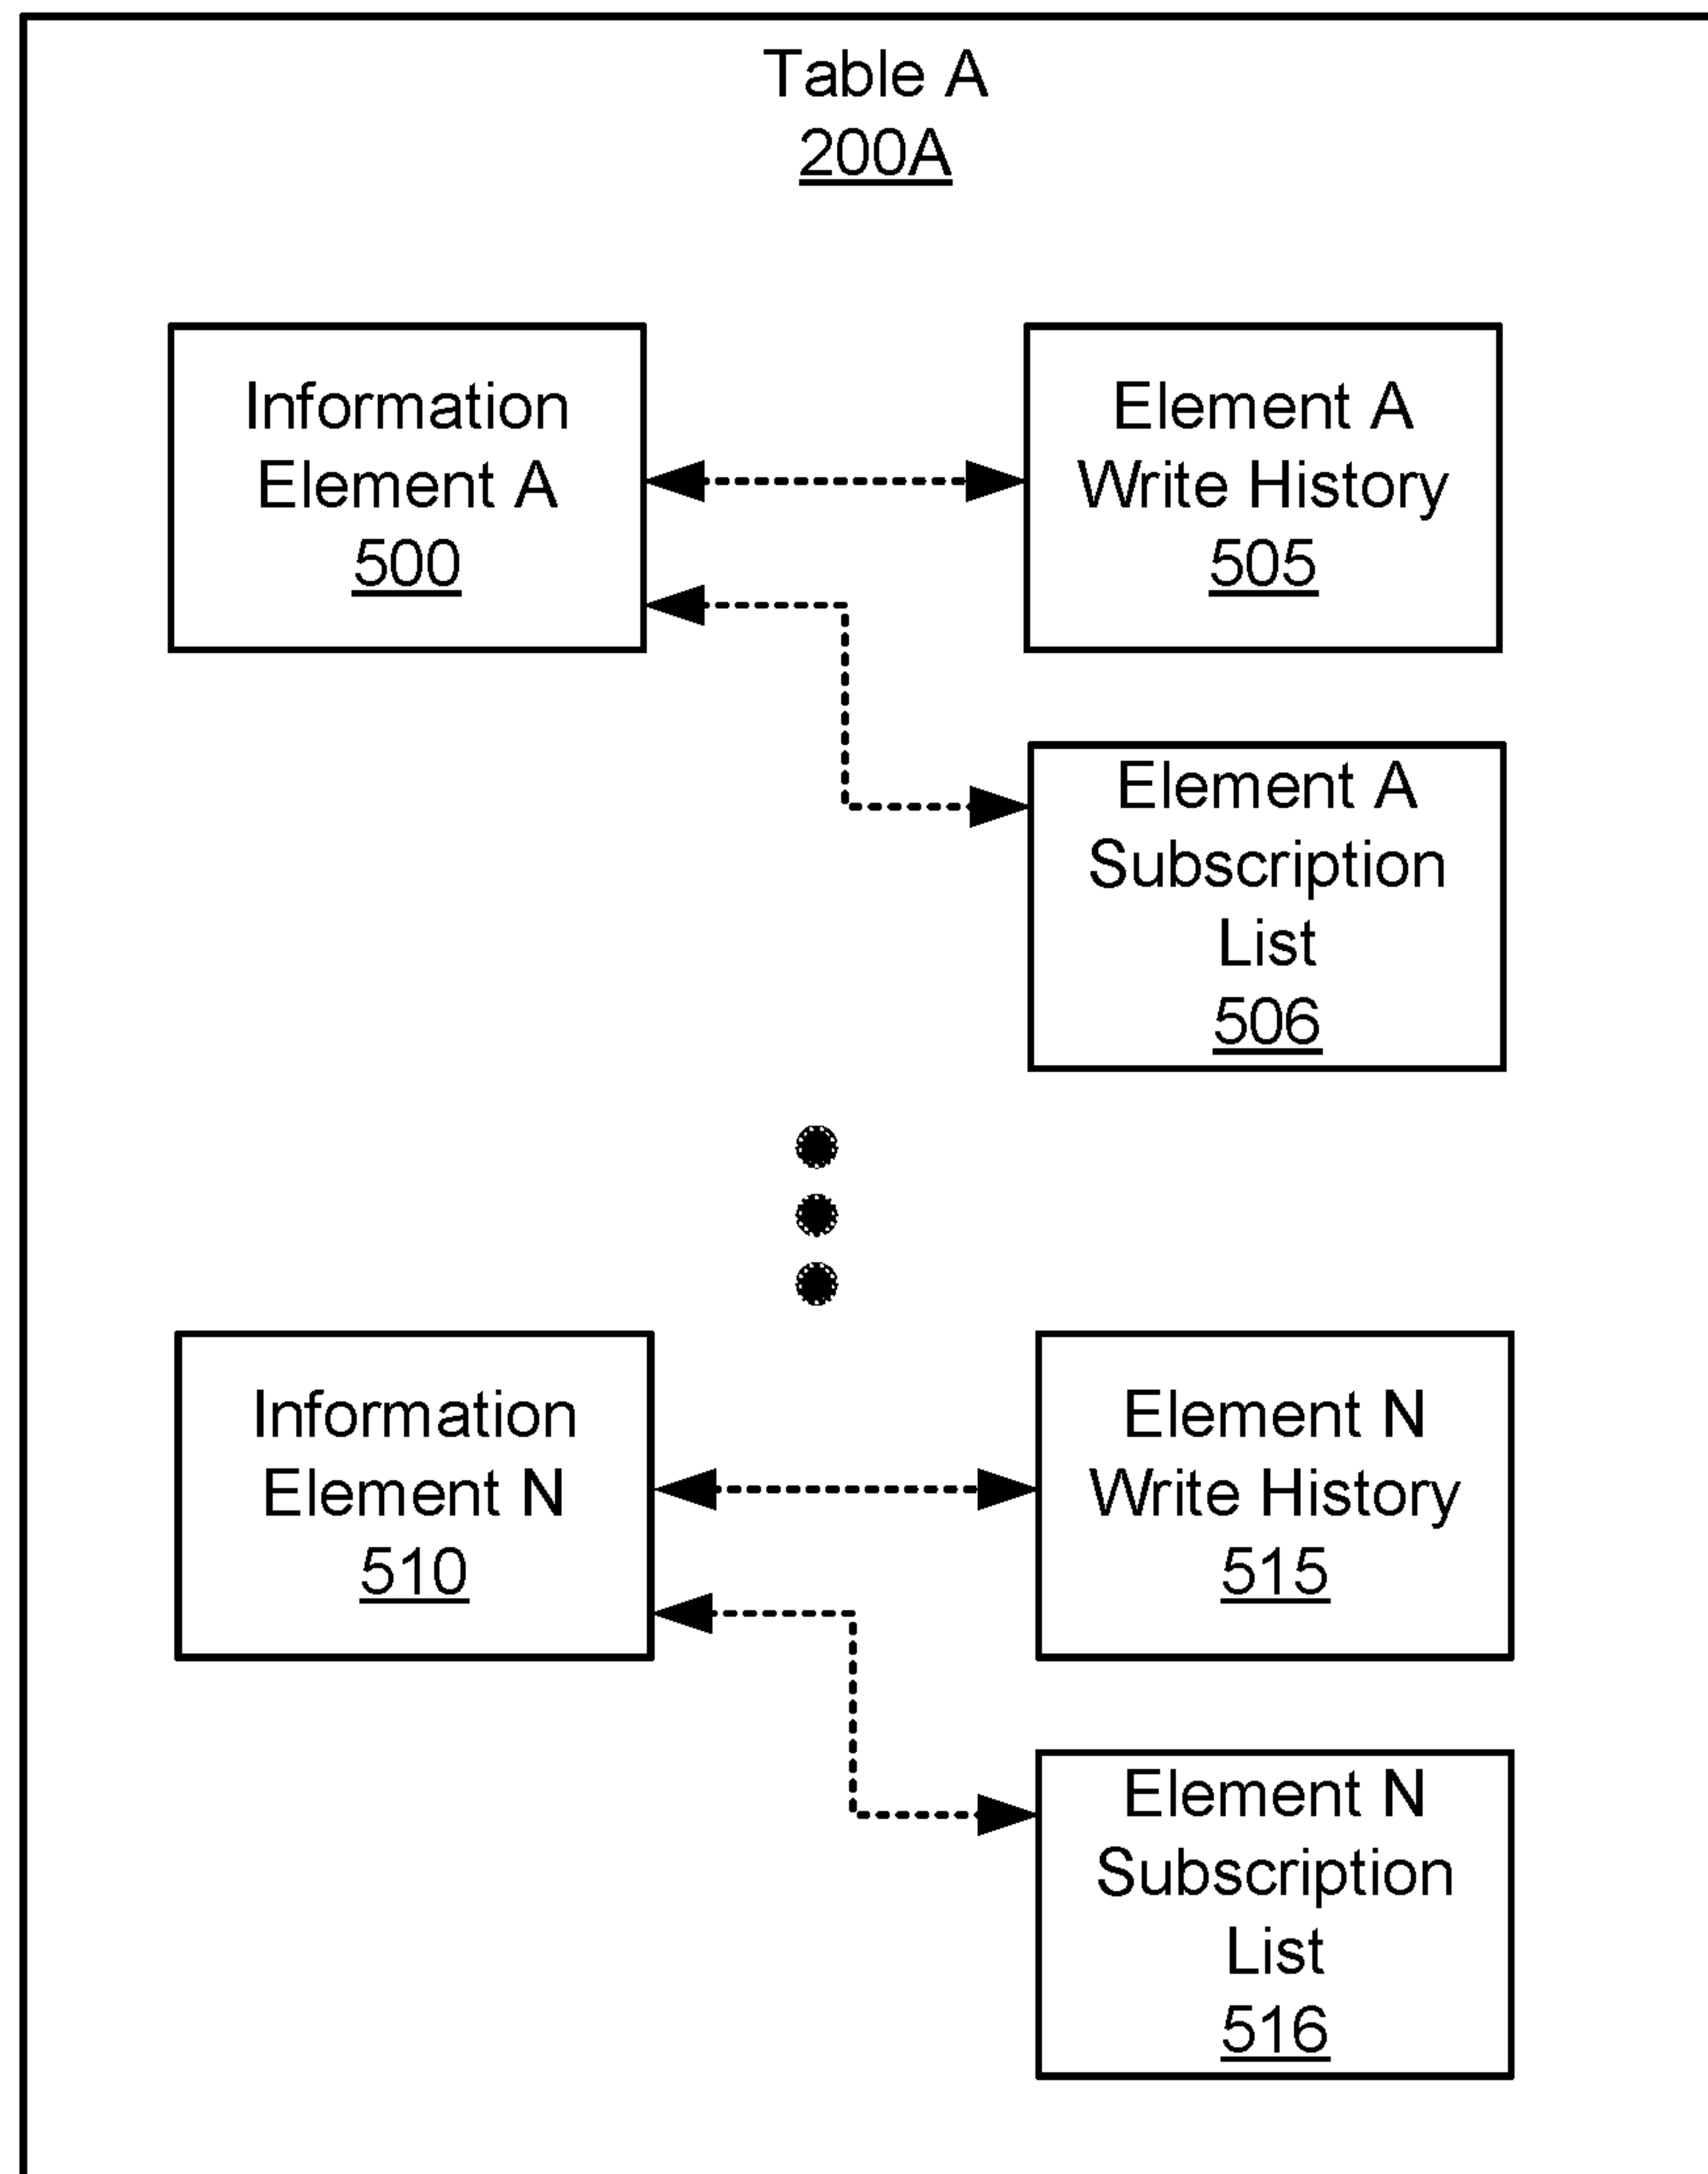 Table A
200A
Information
Element A
500
Element A
Write History
505
Element A
Subscription
List
506
Information
Element N
510
Element N
Write History
515
Element N
Subscription
List
516